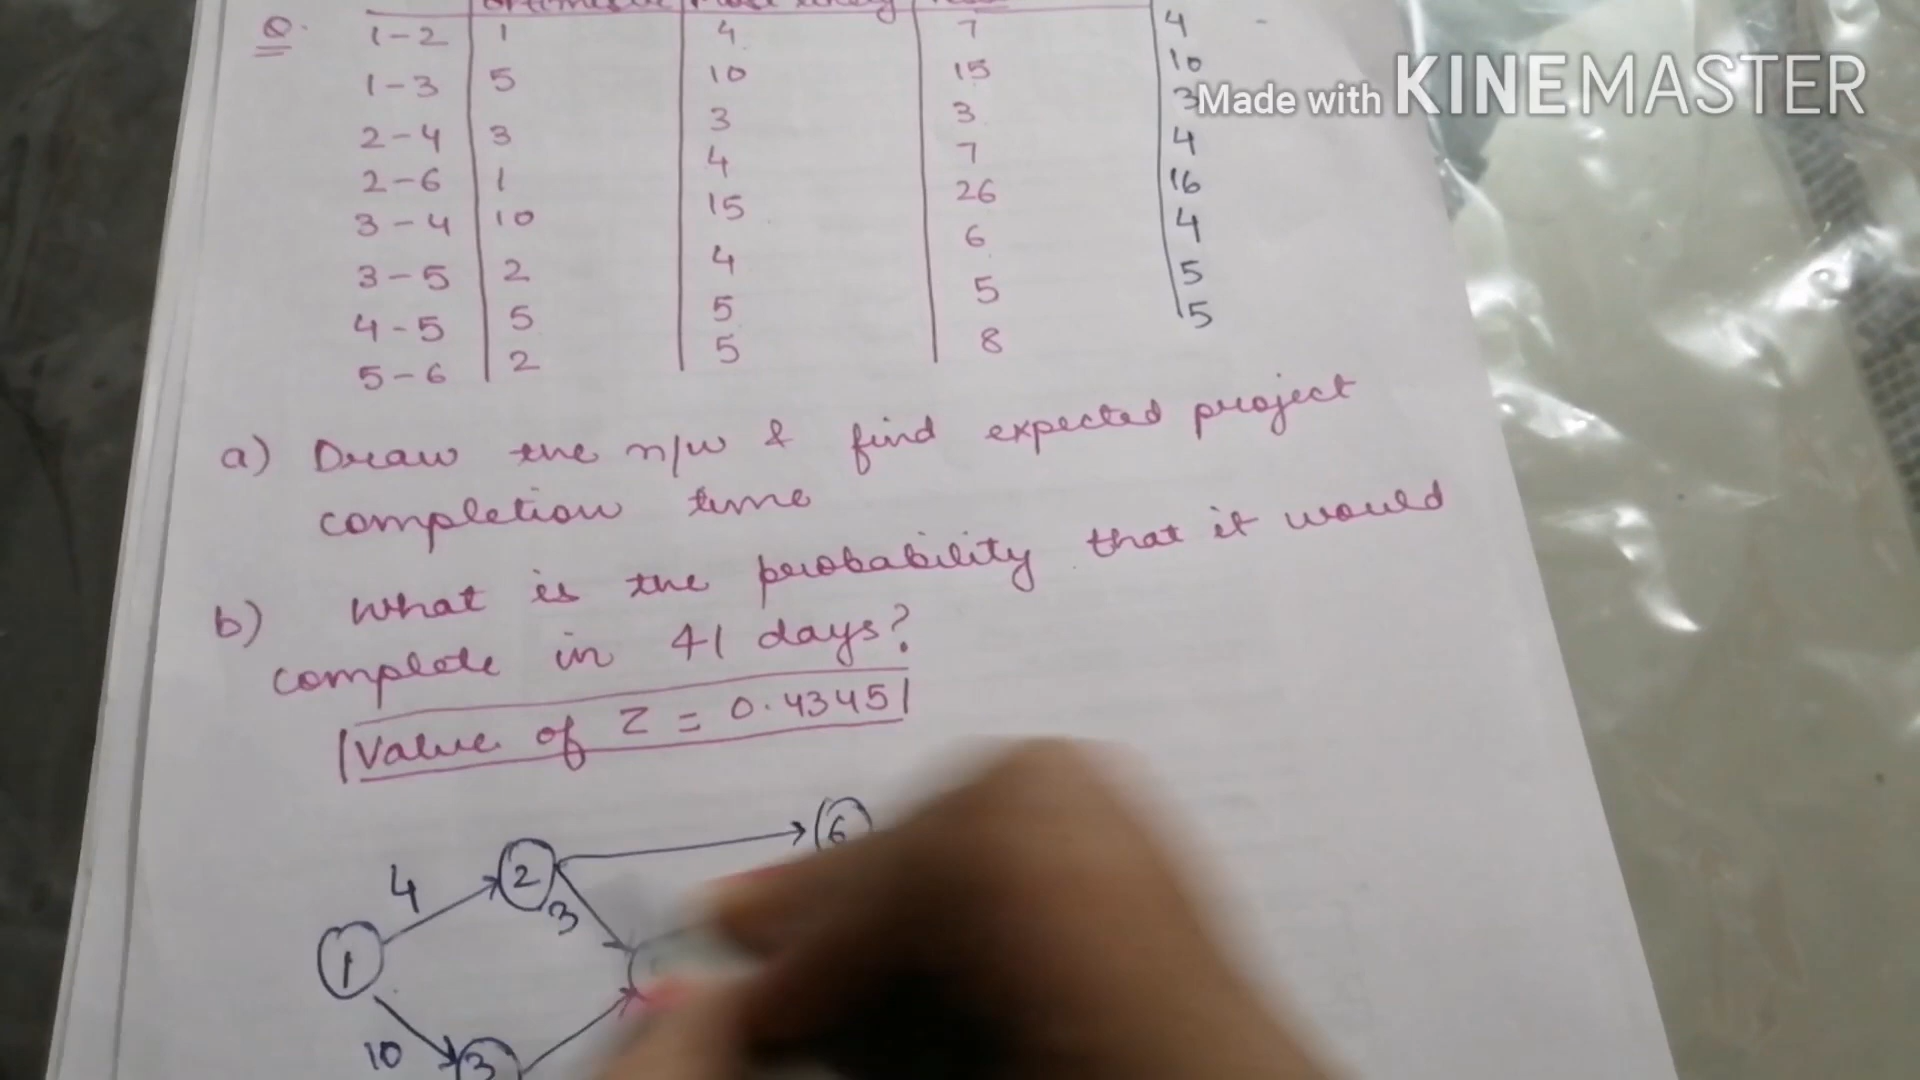 Q. 1-2 1 4 7 4
1-3 5 10 15 10
2-4 3 3 3 3
2-6 1 4 7 4
3-4 10 15 26 16
3-5 2 4 6 4
4-5 5 5 5 5
5-6 2 5 8 5
Made with KINEMASTER
a) Draw the n/w & find expected project
completion time
b) What is the probability that it would
complete in 41 days?
Value of Z = 0.43451
4 2 6
3
1
10 3